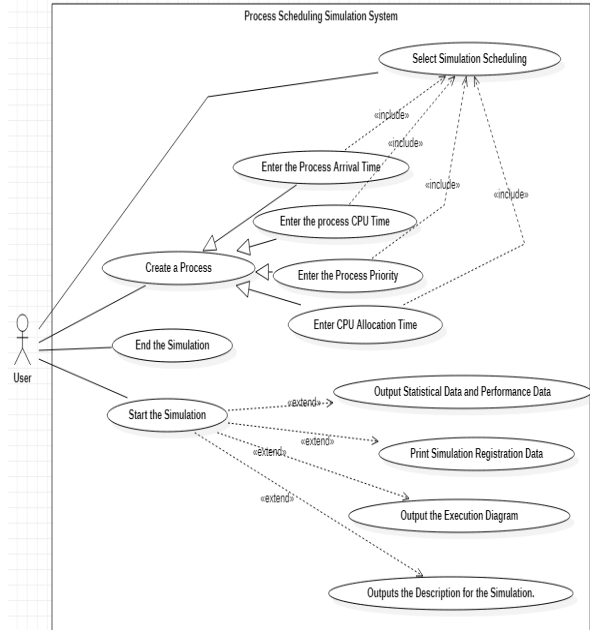 Process Scheduling Simulation System
Select Simulation Scheduling
«include»
«include»
Enter the Process Arrival Time
«include»
«include»
Enter the process CPU Time
Create a Process
Enter the Process Priority
Enter CPU Allocation Time
End the Simulation
User
Output Statistical Data and Performance Data
«extend»
Start the Simulation
«extend»
«extend»
Print Simulation Registration Data
«extend»
Output the Execution Diagram
Outputs the Description for the Simulation.